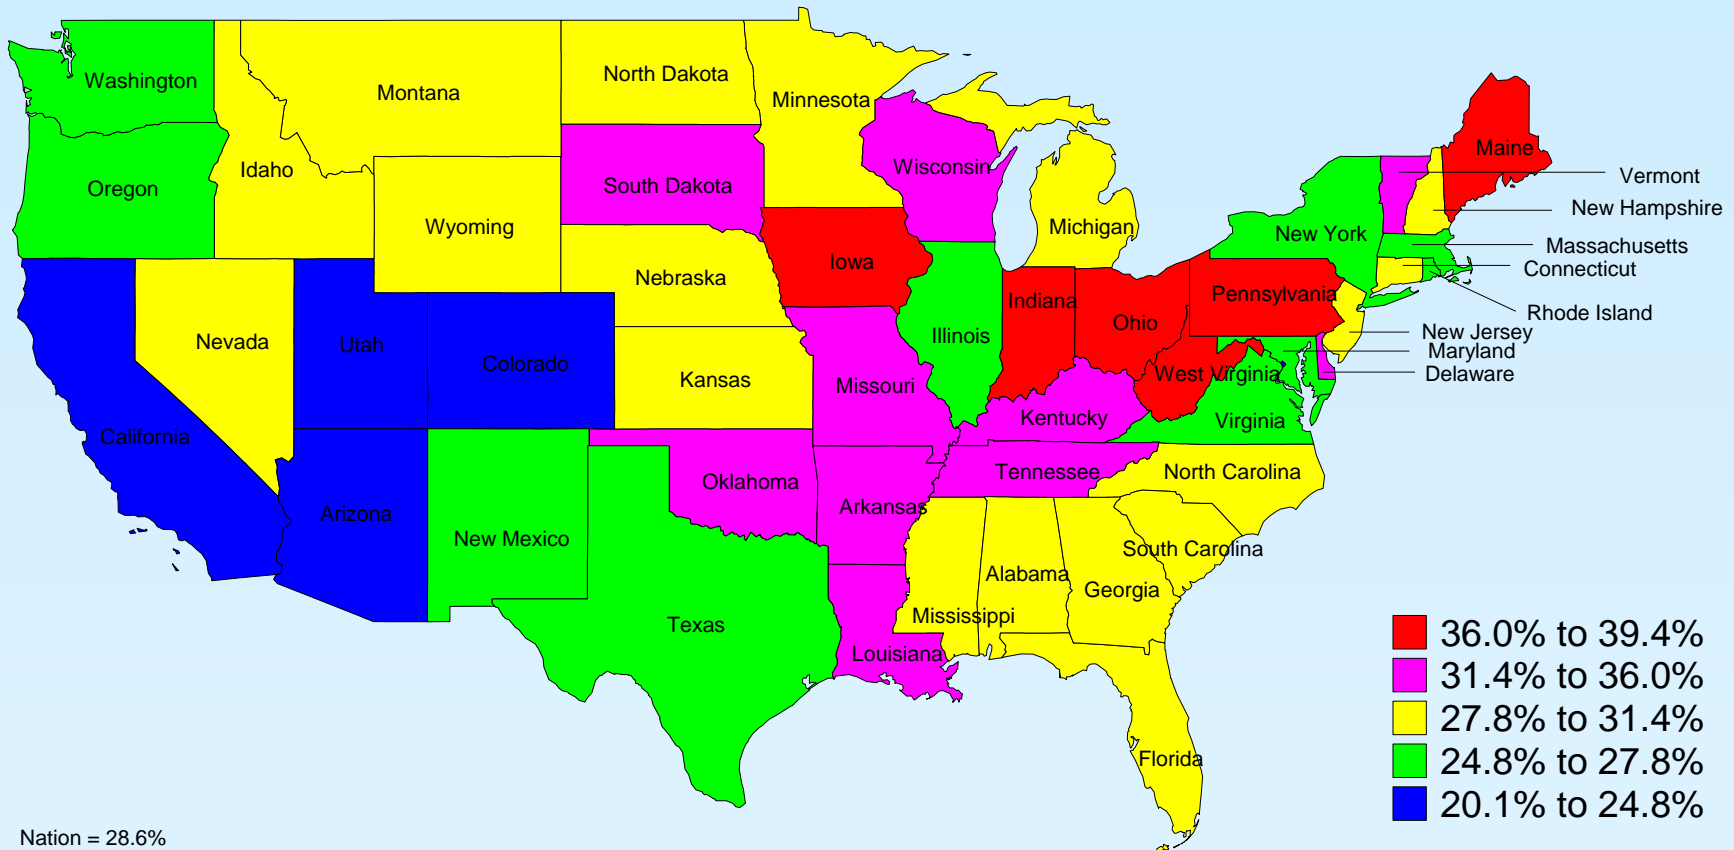 Washington
Montana
North Dakota
Minnesota
Maine
Wisconsin
Idaho
Oregon
South Dakota
Vermont
New Hampshire
Wyoming
Michigan
New York
Massachusetts
Iowa
Connecticut
Nebraska
Indiana
Pennsylvania
Rhode Island
Ohio
New Jersey
Nevada
Utah
Illinois
Maryland
Colorado
Kansas
West Virginia
Delaware
Missouri
Kentucky
Virginia
California
Tennessee
North Carolina
Oklahoma
Arkansas
Arizona
New Mexico
South Carolina
Alabama
Georgia
Mississippi
Texas
Louisiana
Florida
36.0% to 39.4%
31.4% to 36.0%
27.8% to 31.4%
24.8% to 27.8%
20.1% to 24.8%
Nation = 28.6%